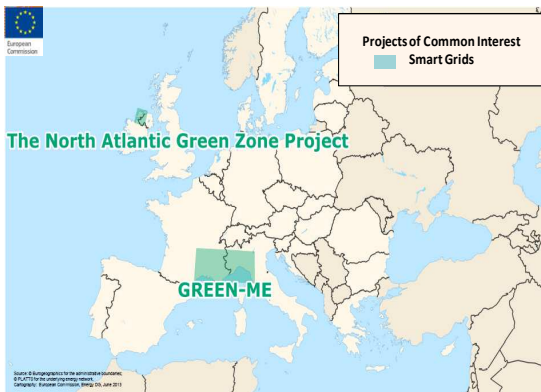 European
Commission
Projects of Common Interest
Smart Grids
The North Atlantic Green Zone Project
GREEN-ME
Source: © Eurogeographics for the administrative boundaries;
© PLATTS for the underlying energy network.
Cartography: European Commission, Energy DG, June 2013